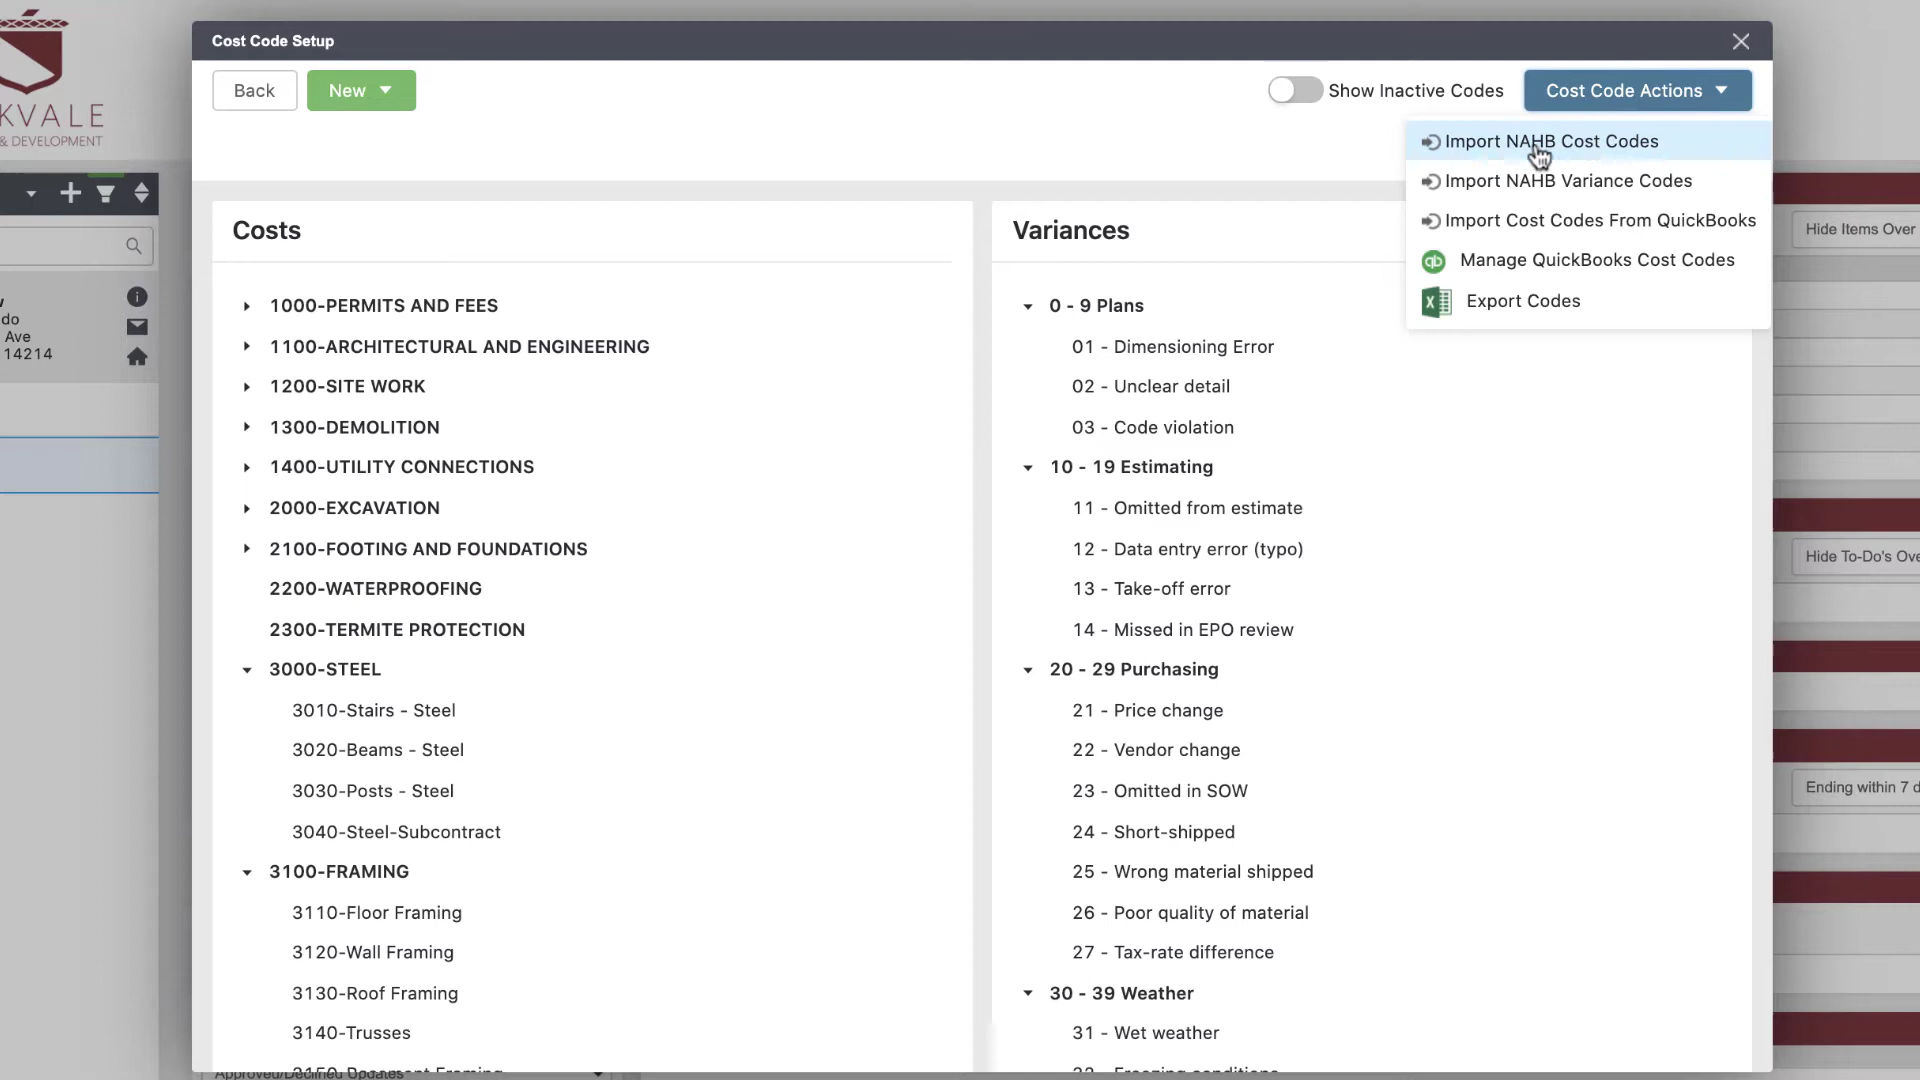 Cost Code Setup
Back
New
Show Inactive Codes
Cost Code Actions
Import NAHB Cost Codes
Import NAHB Variance Codes
Import Cost Codes From QuickBooks
Manage QuickBooks Cost Codes
Export Codes
KVALE
& DEVELOPMENT
do
Ave
14214
Costs
1000-PERMITS AND FEES
1100-ARCHITECTURAL AND ENGINEERING
1200-SITE WORK
1300-DEMOLITION
1400-UTILITY CONNECTIONS
2000-EXCAVATION
2100-FOOTING AND FOUNDATIONS
2200-WATERPROOFING
2300-TERMITE PROTECTION
3000-STEEL
3010-Stairs - Steel
3020-Beams - Steel
3030-Posts - Steel
3040-Steel-Subcontract
3100-FRAMING
3110-Floor Framing
3120-Wall Framing
3130-Roof Framing
3140-Trusses
Variances
0 - 9 Plans
01 - Dimensioning Error
02 - Unclear detail
03 - Code violation
10 - 19 Estimating
11 - Omitted from estimate
12 - Data entry error (typo)
13 - Take-off error
14 - Missed in EPO review
20 - 29 Purchasing
21 - Price change
22 - Vendor change
23 - Omitted in SOW
24 - Short-shipped
25 - Wrong material shipped
26 - Poor quality of material
27 - Tax-rate difference
30 - 39 Weather
31 - Wet weather
Hide Items Over
Hide To-Do's Ove
Ending within 7 d
Approved/Declined Updates